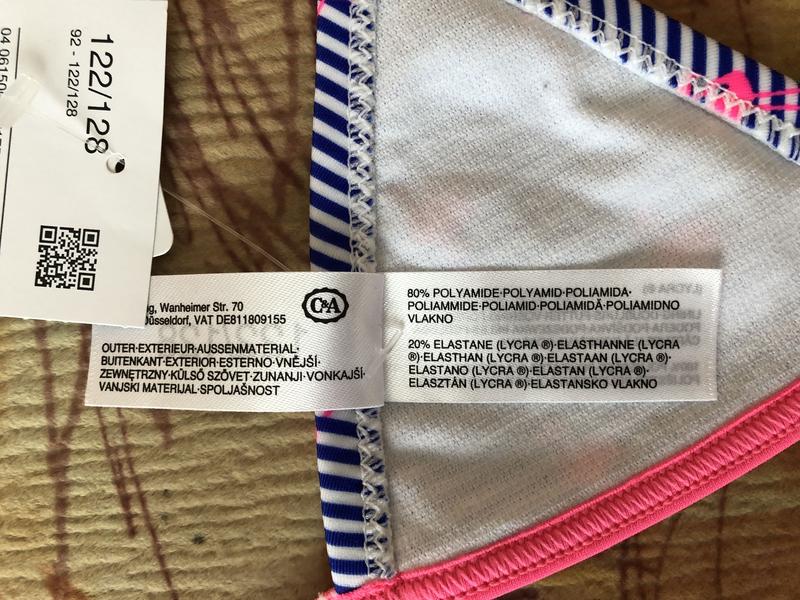 122/128
92 - 122/128
ng, Wanheimer Str. 70
Düsseldorf, VAT DE811809155
C&A
OUTER·EXTERIEUR·AUSSENMATERIAL·
BUITENKANT·EXTERIOR·ESTERNO·VNĚJŠÍ·
ZEWNĘTRZNY·KÜLSŐ SZÖVET·ZUNANJI·VONKAJŠÍ·
VANJSKI MATERIJAL·SPOLJAŠNOST
80% POLYAMIDE·POLYAMID·POLIAMIDA·
POLIAMMIDE·POLIAMID·POLIAMIDĂ·POLIAMIDNO
VLAKNO
20% ELASTANE (LYCRA ®)·ELASTHANNE (LYCRA
®)·ELASTHAN (LYCRA ®)·ELASTAAN (LYCRA ®)·
ELASTANO (LYCRA ®)·ELASTAN (LYCRA ®)·
ELASZTÁN (LYCRA ®)·ELASTANSKO VLAKNO